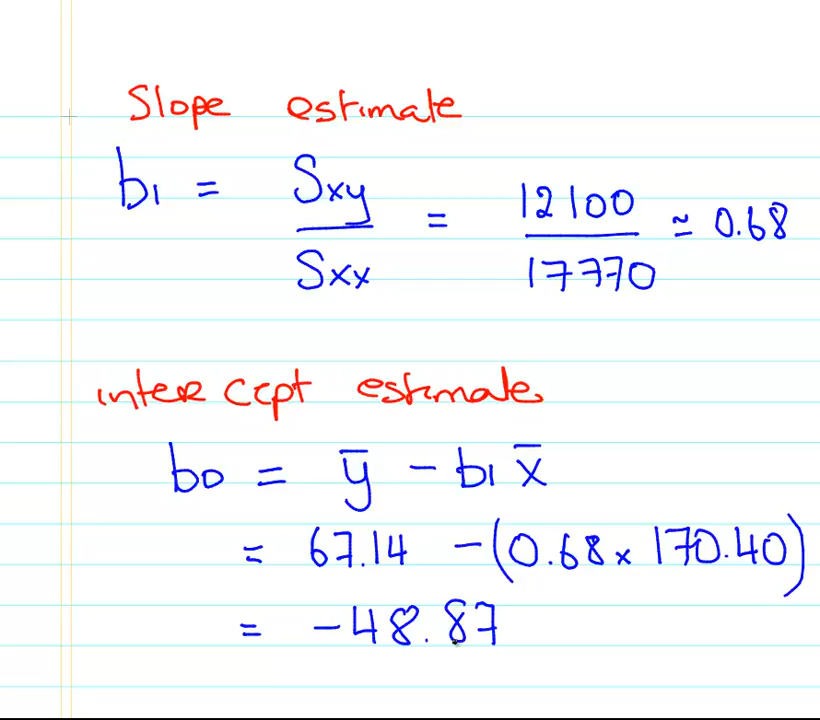 Slope estimate
b1 = Sxy / Sxx = 12100 / 17770 ≃ 0.68
intercept estimate
b0 = ȳ - b1 x̄
= 67.14 - (0.68 x 170.40)
= -48.87